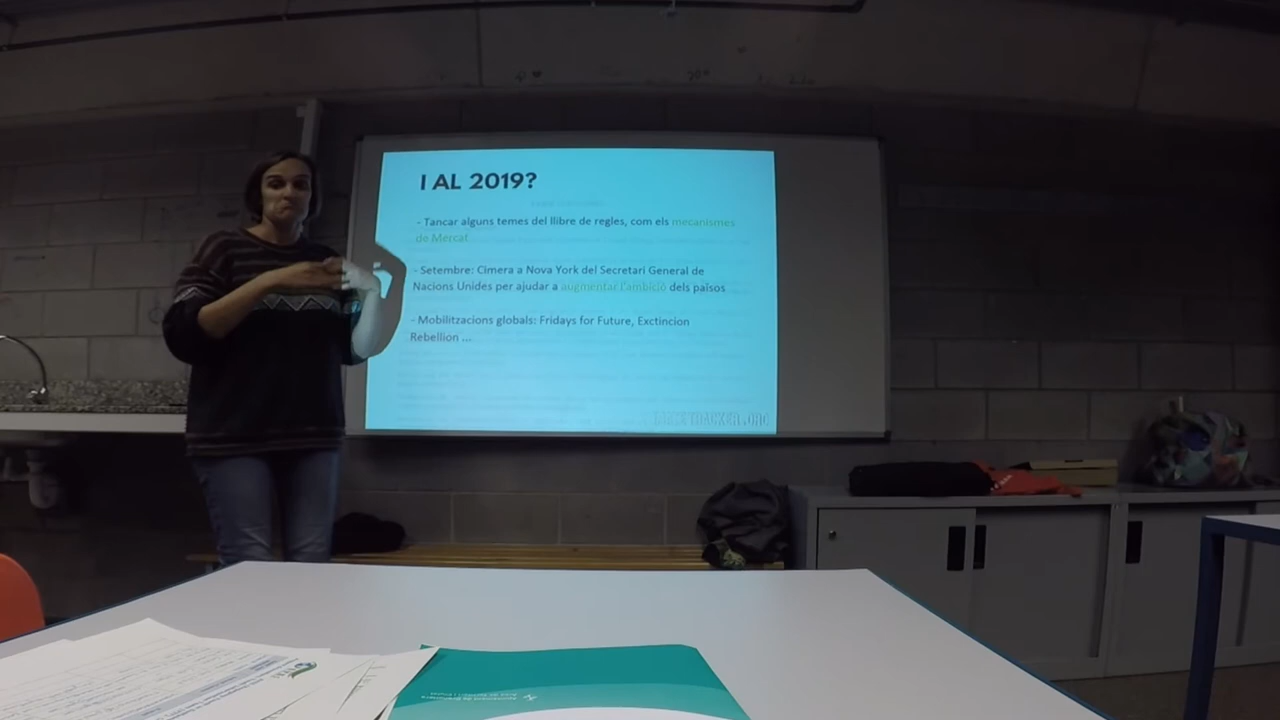 I AL 2019?
- Tancar alguns temes del llibre de regles, com els mecanismes
de Mercat
- Setembre: Cimera a Nova York del Secretari General de
Nacions Unides per ajudar a augmentar l'ambició dels països
- Mobilitzacions globals: Fridays for Future, Exctincion
Rebellion ...